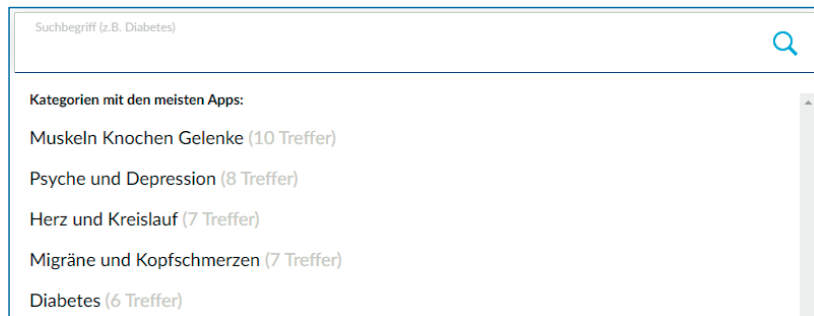 Suchbegriff (z.B. Diabetes)
Kategorien mit den meisten Apps:
Muskeln Knochen Gelenke (10 Treffer)
Psyche und Depression (8 Treffer)
Herz und Kreislauf (7 Treffer)
Migräne und Kopfschmerzen (7 Treffer)
Diabetes (6 Treffer)